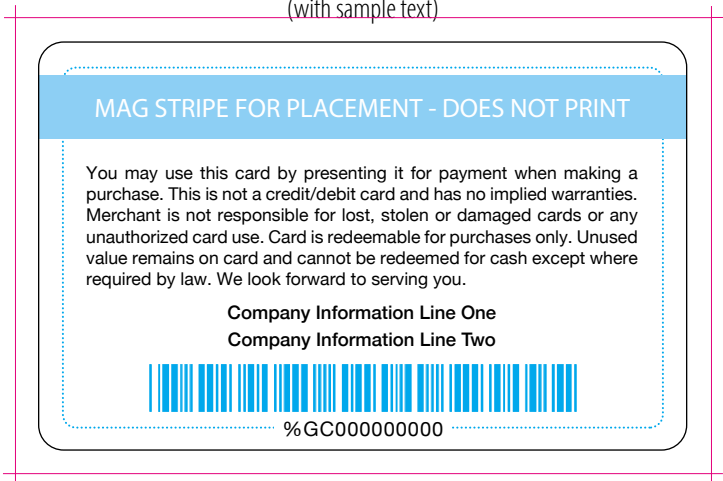 (with sample text)
MAG STRIPE FOR PLACEMENT - DOES NOT PRINT
You may use this card by presenting it for payment when making a
purchase. This is not a credit/debit card and has no implied warranties.
Merchant is not responsible for lost, stolen or damaged cards or any
unauthorized card use. Card is redeemable for purchases only. Unused
value remains on card and cannot be redeemed for cash except where
required by law. We look forward to serving you.
Company Information Line One
Company Information Line Two
%GC000000000